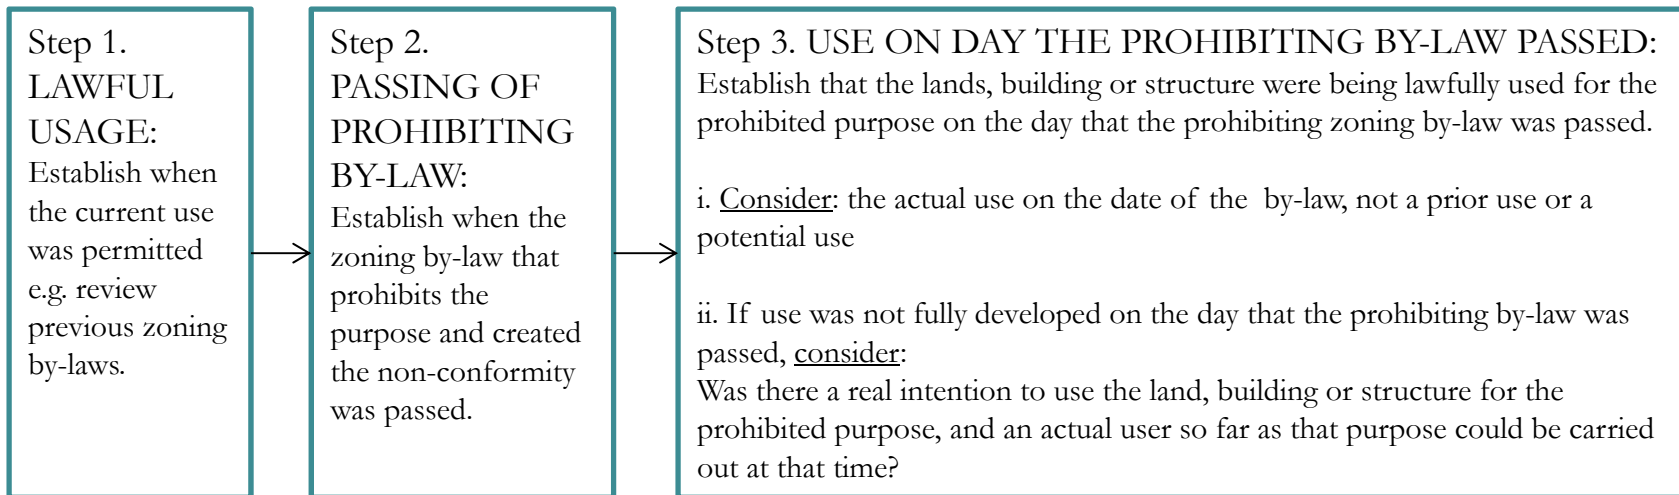 Step 1.
LAWFUL
USAGE:
Establish when
the current use
was permitted
e.g. review
previous zoning
by-laws.
Step 2.
PASSING OF
PROHIBITING
BY-LAW:
Establish when the
zoning by-law that
prohibits the
purpose and created
the non-conformity
was passed.
Step 3. USE ON DAY THE PROHIBITING BY-LAW PASSED:
Establish that the lands, building or structure were being lawfully used for the
prohibited purpose on the day that the prohibiting zoning by-law was passed.
i. Consider: the actual use on the date of the by-law, not a prior use or a
potential use
ii. If use was not fully developed on the day that the prohibiting by-law was
passed, consider:
Was there a real intention to use the land, building or structure for the
prohibited purpose, and an actual user so far as that purpose could be carried
out at that time?